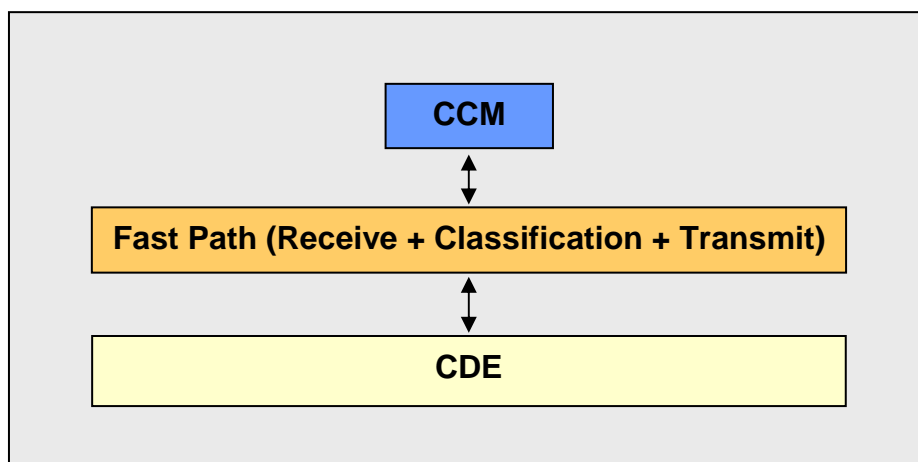 CCM
Fast Path (Receive + Classification + Transmit)
CDE